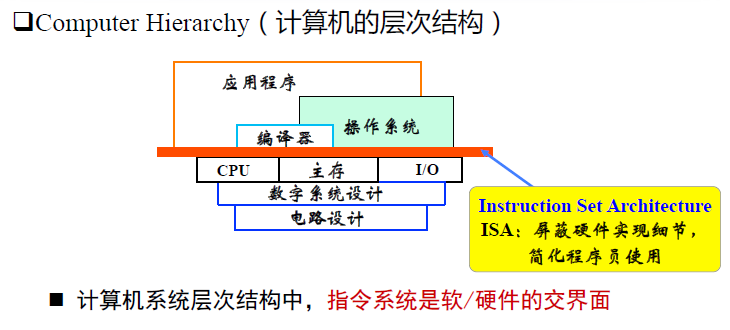 ❑Computer Hierarchy（计算机的层次结构）
应用程序
操作系统
编译器
CPU 主存 I/O
数字系统设计
电路设计
Instruction Set Architecture
ISA：屏蔽硬件实现细节，
简化程序员使用
■ 计算机系统层次结构中，指令系统是软/硬件的交界面